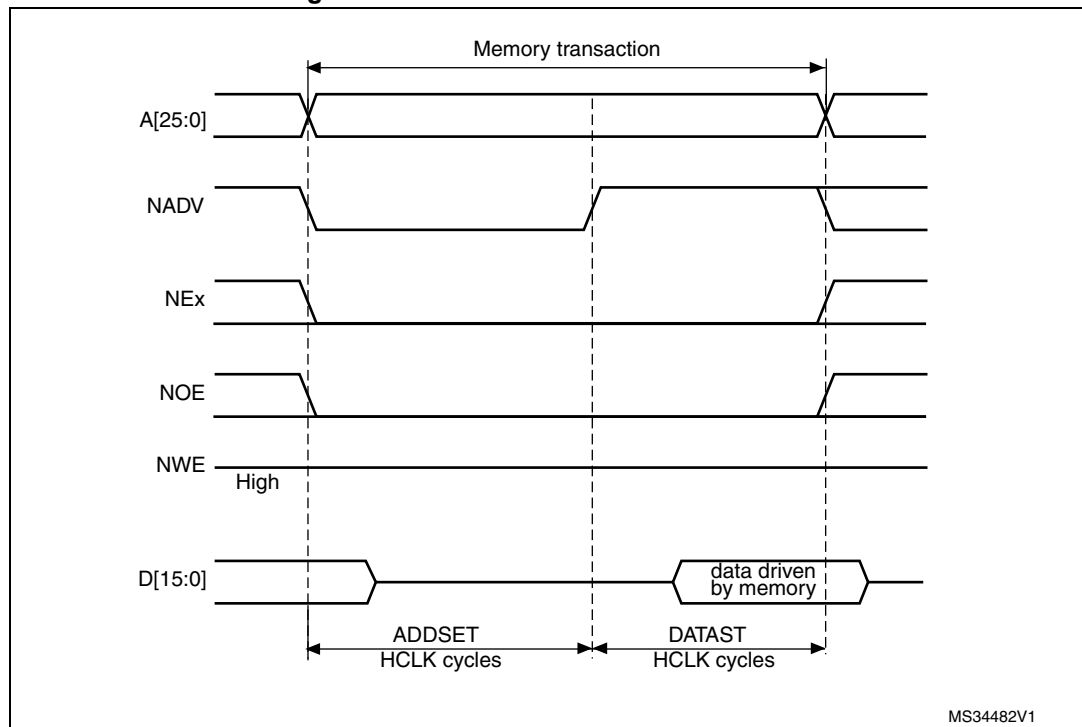 Memory transaction
A[25:0]
NADV
NEx
NOE
NWE
High
D[15:0]
data driven
by memory
ADDSET
HCLK cycles
DATAST
HCLK cycles
MS34482V1